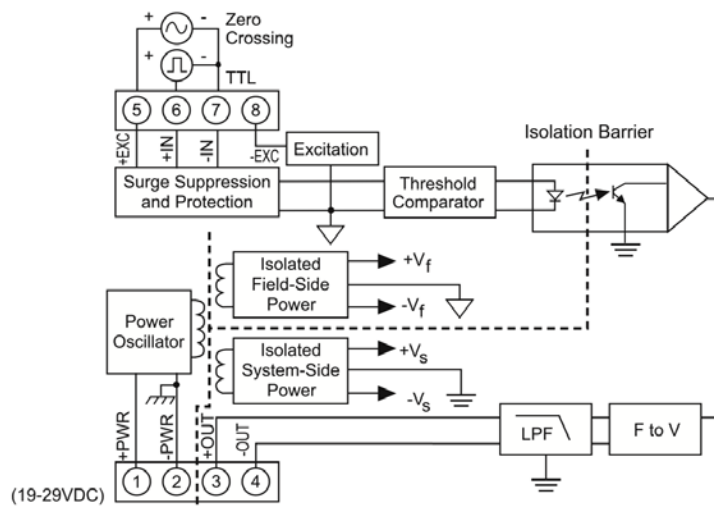 Zero
Crossing
+ -
+ -
TTL
5 6 7 8
+EXC
+IN
-IN
-EXC
Excitation
Surge Suppression
and Protection
Threshold
Comparator
Isolation Barrier
Isolated
Field-Side
Power
+Vf
-Vf
Power
Oscillator
Isolated
System-Side
Power
+Vs
-Vs
+PWR
-PWR
+OUT
-OUT
LPF
F to V
1 2 3 4
(19-29VDC)